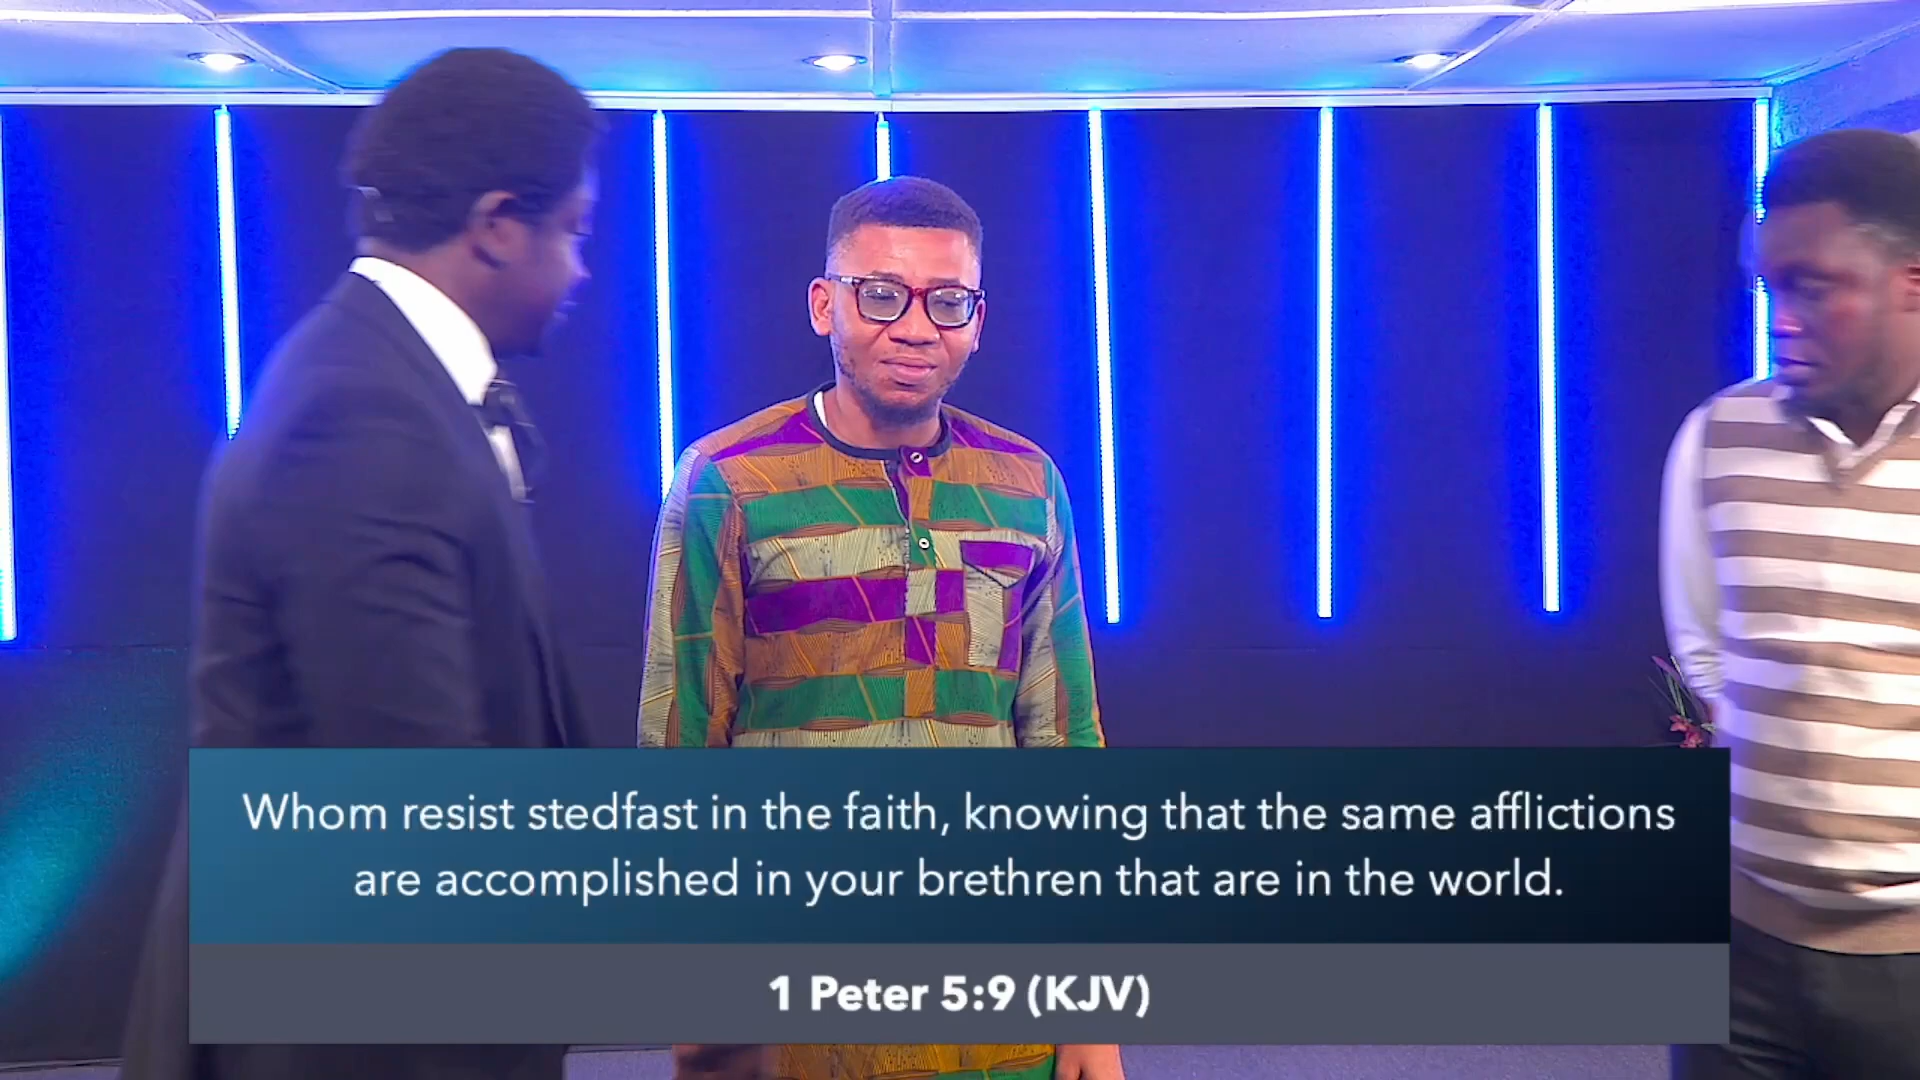 Whom resist stedfast in the faith, knowing that the same afflictions
are accomplished in your brethren that are in the world.
1 Peter 5:9 (KJV)